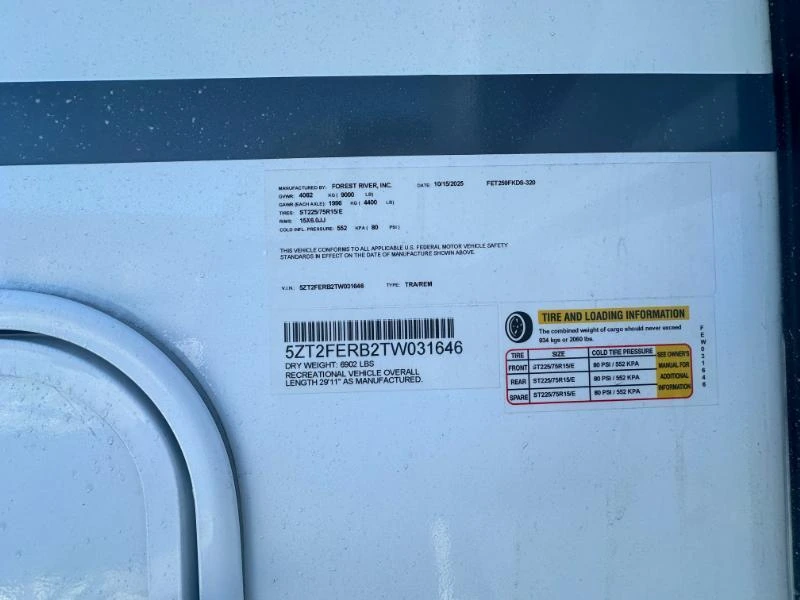 MANUFACTURED BY: FOREST RIVER, INC. DATE: 10/15/2025 FET259FKDS-320
GVWR: 4082 KG ( 9000 LB)
GAWR (EACH AXLE): 1996 KG ( 4400 LB)
TIRES: ST225/75R15/E
RIMS: 15X6.0JJ
COLD INFL. PRESSURE: 552 KPA ( 80 PSI)
THIS VEHICLE CONFORMS TO ALL APPLICABLE U.S. FEDERAL MOTOR VEHICLE SAFETY
STANDARDS IN EFFECT ON THE DATE OF MANUFACTURE SHOWN ABOVE.
V.I.N.: 5ZT2FERB2TW031646 TYPE: TRA/REM
5ZT2FERB2TW031646
DRY WEIGHT: 6902 LBS
RECREATIONAL VEHICLE OVERALL
LENGTH 29'11" AS MANUFACTURED.
TIRE AND LOADING INFORMATION
The combined weight of cargo should never exceed
934 kgs or 2060 lbs.
TIRE SIZE COLD TIRE PRESSURE
FRONT ST225/75R15/E 80 PSI / 552 KPA
REAR ST225/75R15/E 80 PSI / 552 KPA
SPARE ST225/75R15/E 80 PSI / 552 KPA
SEE OWNER'S
MANUAL FOR
ADDITIONAL
INFORMATION
FEW031646